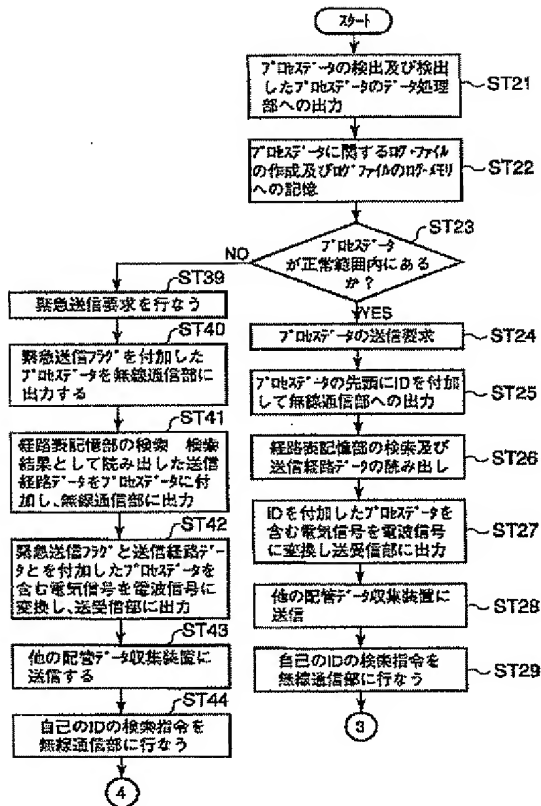 スタート
プロセスデータの検出及び検出
したプロセスデータのデータ処理
部への出力
ST21
プロセスデータに関するログ・ファイル
の作成及びログファイルのログ・メモリ
への記憶
ST22
プロセスデータ
が正常範囲内にある
か?
ST23
NO
YES
ST39
緊急送信要求を行なう
ST40
緊急送信フラグを付加した
プロセスデータを無線通信部に
出力する
ST41
経路表記憶部の検索 検索
結果として読み出した送信
経路データをプロセスデータに付
加し、無線通信部に出力
ST42
緊急送信フラグと送信経路デー
タとを付加したプロセスデータを
含む電気信号を電波信号に
変換し、送受信部に出力
ST43
他の配管データ収集装置に
送信する
ST44
自己のIDの検索指令を
無線通信部に行なう
4
プロセスデータの送信要求
ST24
プロセスデータの先頭にIDを付加
して無線通信部への出力
ST25
経路表記憶部の検索及び
送信経路データの読み出し
ST26
IDを付加したプロセスデータを
含む電気信号を電波信号
に変換し送受信部に出力
ST27
他の配管データ収集装置
に送信
ST28
自己のIDの検索指令を
無線通信部に行なう
ST29
3